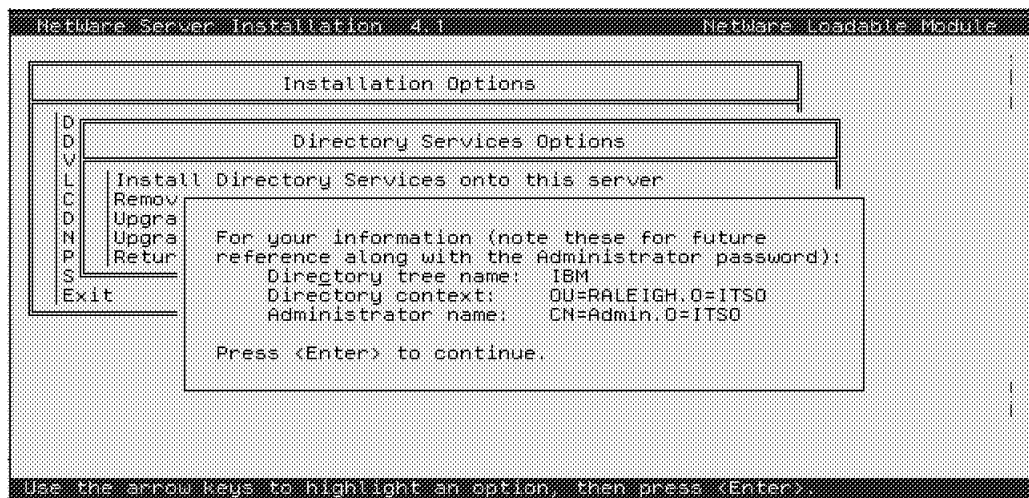 NetWare Server Installation 4.1 NetWare Loadable Module
Installation Options
D
D
V
L
C
D
N
P
S
Exit
Directory Services Options
Install Directory Services onto this server
Remov
Upgra
Upgra
Retur
For your information (note these for future
reference along with the Administrator password):
Directory tree name: IBM
Directory context: OU=RALEIGH.O=ITSO
Administrator name: CN=Admin.O=ITSO
Press <Enter> to continue.
Use the arrow keys to highlight an option, then press <Enter>.